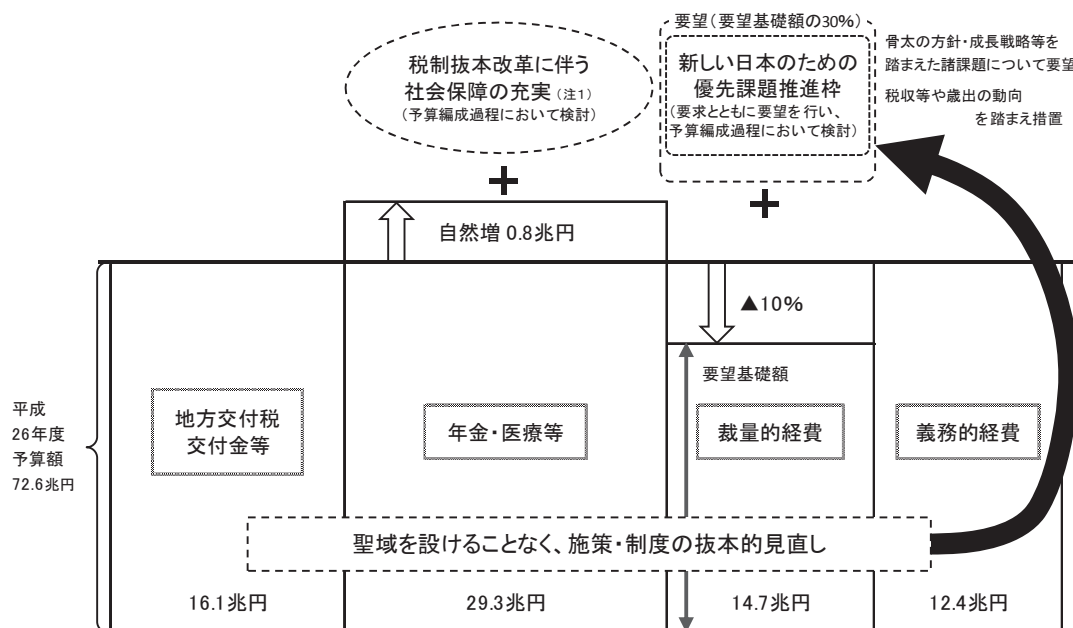 要望(要望基礎額の30%)
税制抜本改革に伴う
社会保障の充実(注1)
(予算編成過程において検討)
新しい日本のための
優先課題推進枠
(要求とともに要望を行い、
予算編成過程において検討)
骨太の方針・成長戦略等を
踏まえた諸課題について要望
税収等や歳出の動向
を踏まえ措置
+
+
自然増 0.8兆円
▲10%
要望基礎額
平成
26年度
予算額
72.6兆円
地方交付税
交付金等
年金・医療等
裁量的経費
義務的経費
聖域を設けることなく、施策・制度の抜本的見直し
16.1兆円
29.3兆円
14.7兆円
12.4兆円